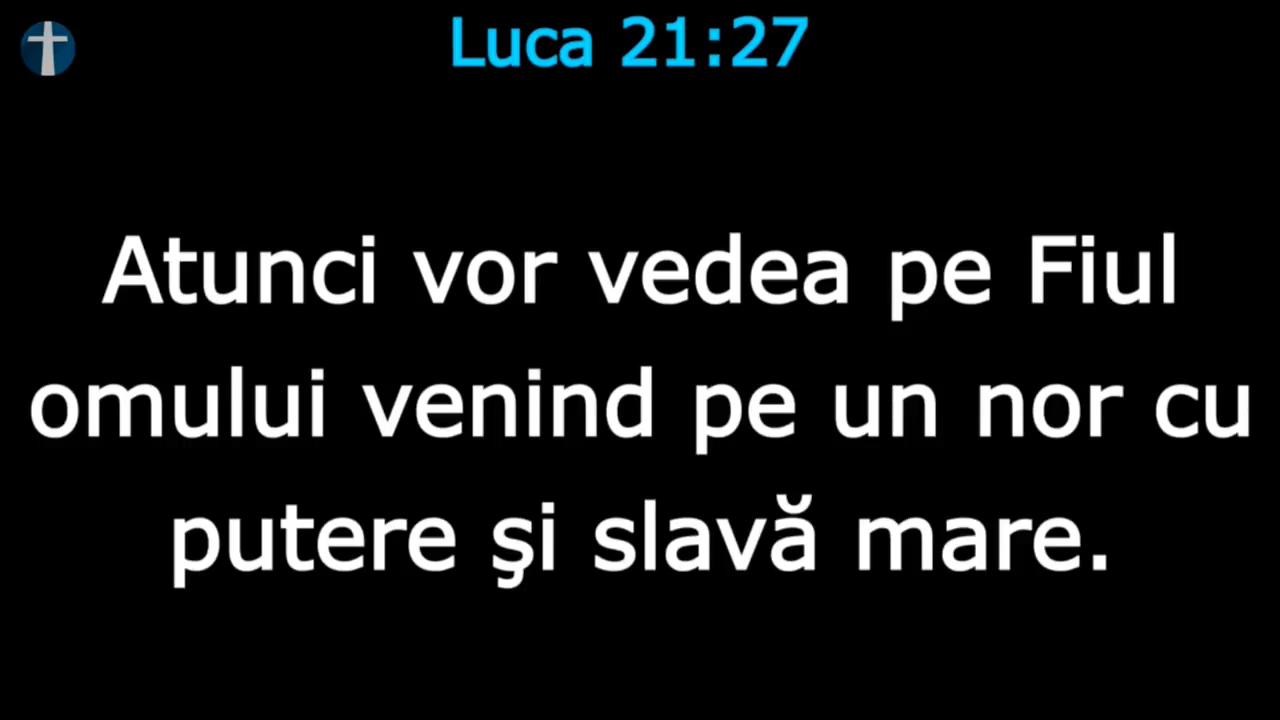 Luca 21:27
Atunci vor vedea pe Fiul
omului venind pe un nor cu
putere şi slavă mare.